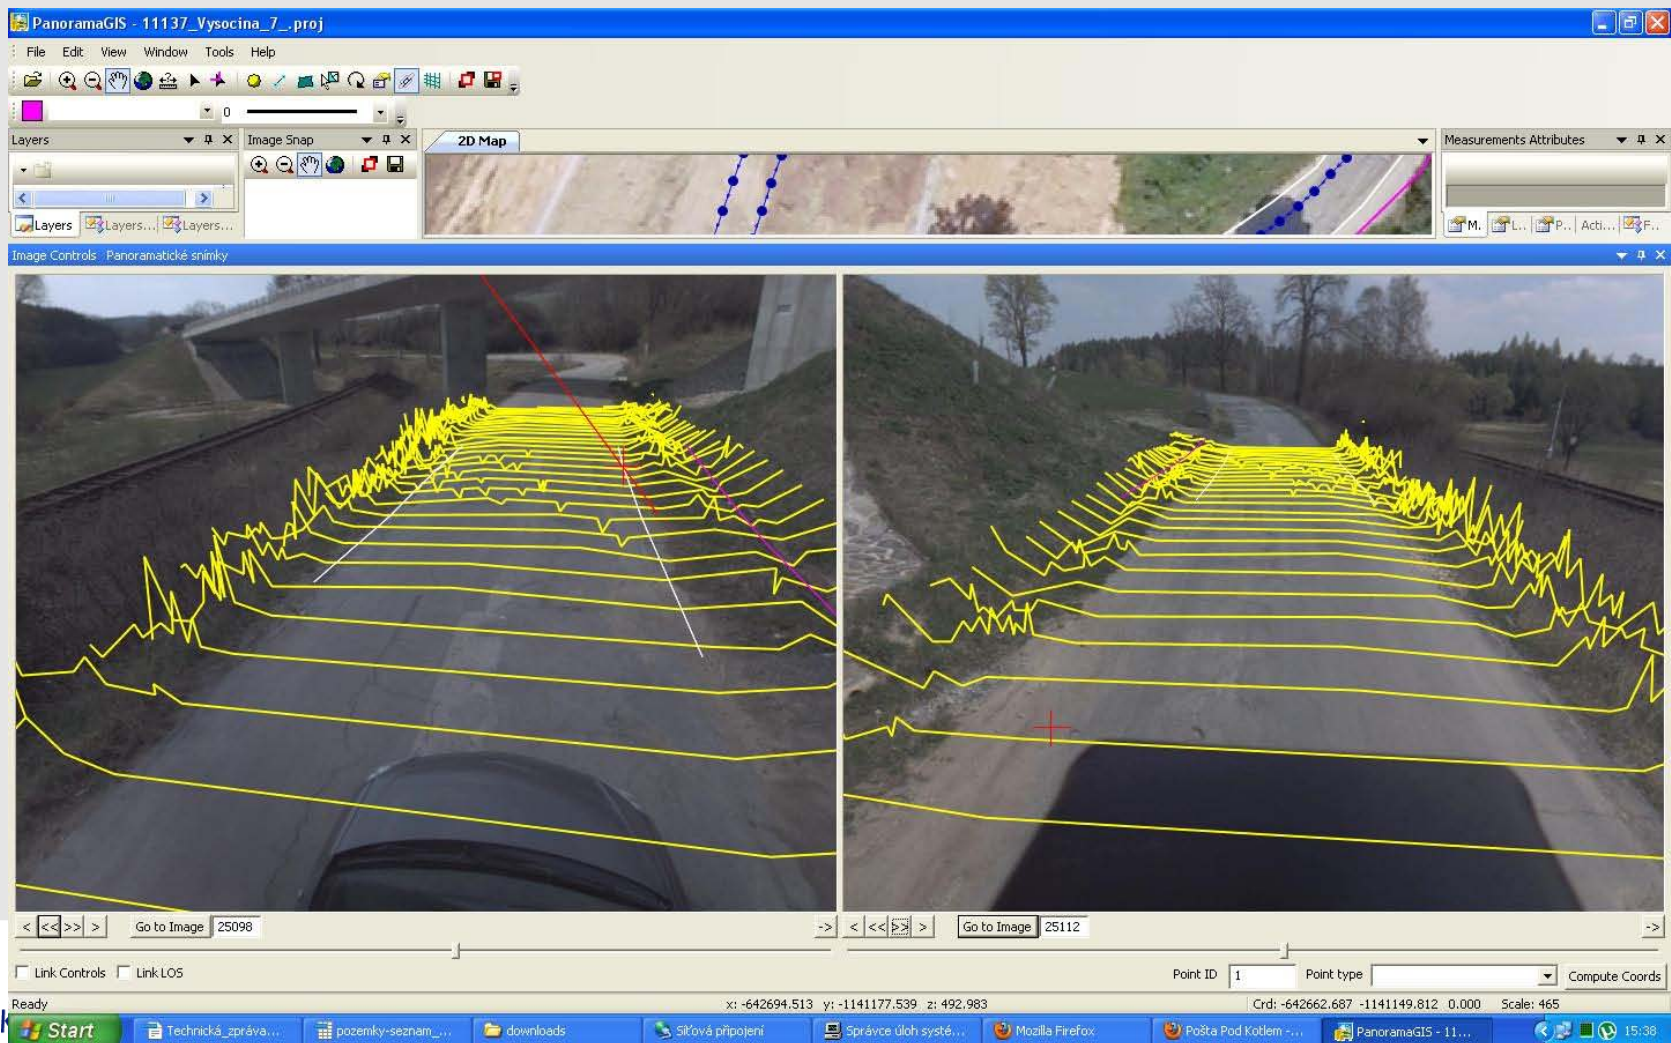 PanoramaGIS - 11137_Vysocina_7_.proj
File Edit View Window Tools Help
0
Layers
Image Snap
2D Map
Measurements Attributes
Layers Layers... Layers...
M. L.. P.. Acti... F..
Image Controls Panoramatické snímky
< << >> > Go to Image 25098 ->
< << >> > Go to Image 25112 ->
Link Controls Link LOS
Point ID 1 Point type Compute Coords
Ready x: -642694.513 y: -1141177.539 z: 492.983 Crd: -642662.687 -1141149.812 0.000 Scale: 465
Start Technická_zpráva... pozemky-seznam_... downloads Síťová připojení Správce úloh systé... Mozilla Firefox Pošta Pod Kotlem -... PanoramaGIS - 11... 15:38